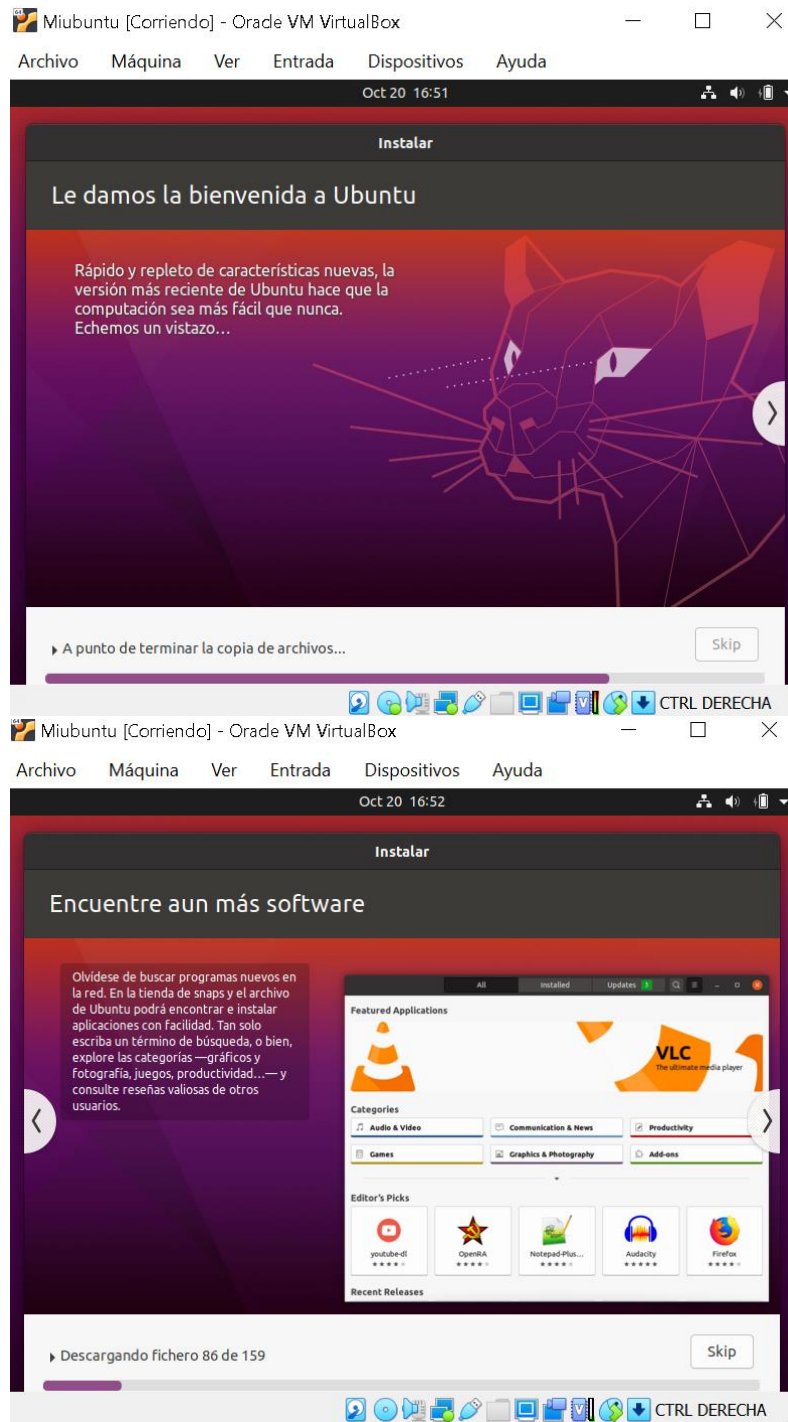 Miubuntu [Corriendo] - Oracle VM VirtualBox
Archivo Máquina Ver Entrada Dispositivos Ayuda
Oct 20 16:51
Instalar
Le damos la bienvenida a Ubuntu
Rápido y repleto de características nuevas, la
versión más reciente de Ubuntu hace que la
computación sea más fácil que nunca.
Echemos un vistazo...
A punto de terminar la copia de archivos...
Skip
CTRL DERECHA
Miubuntu [Corriendo] - Oracle VM VirtualBox
Archivo Máquina Ver Entrada Dispositivos Ayuda
Oct 20 16:52
Instalar
Encuentre aun más software
Olvídese de buscar programas nuevos en
la red. En la tienda de snaps y el archivo
de Ubuntu podrá encontrar e instalar
aplicaciones con facilidad. Tan solo
escriba un término de búsqueda, o bien,
explore las categorías —gráficos y
fotografía, juegos, productividad...— y
consulte reseñas valiosas de otros
usuarios.
All Installed Updates 3
Featured Applications
VLC
The ultimate media player
Categories
Audio & Video Communication & News Productivity
Games Graphics & Photography Add-ons
Editor's Picks
youtube-dl OpenRA Notepad-Plus... Audacity Firefox
Recent Releases
Descargando fichero 86 de 159
Skip
CTRL DERECHA